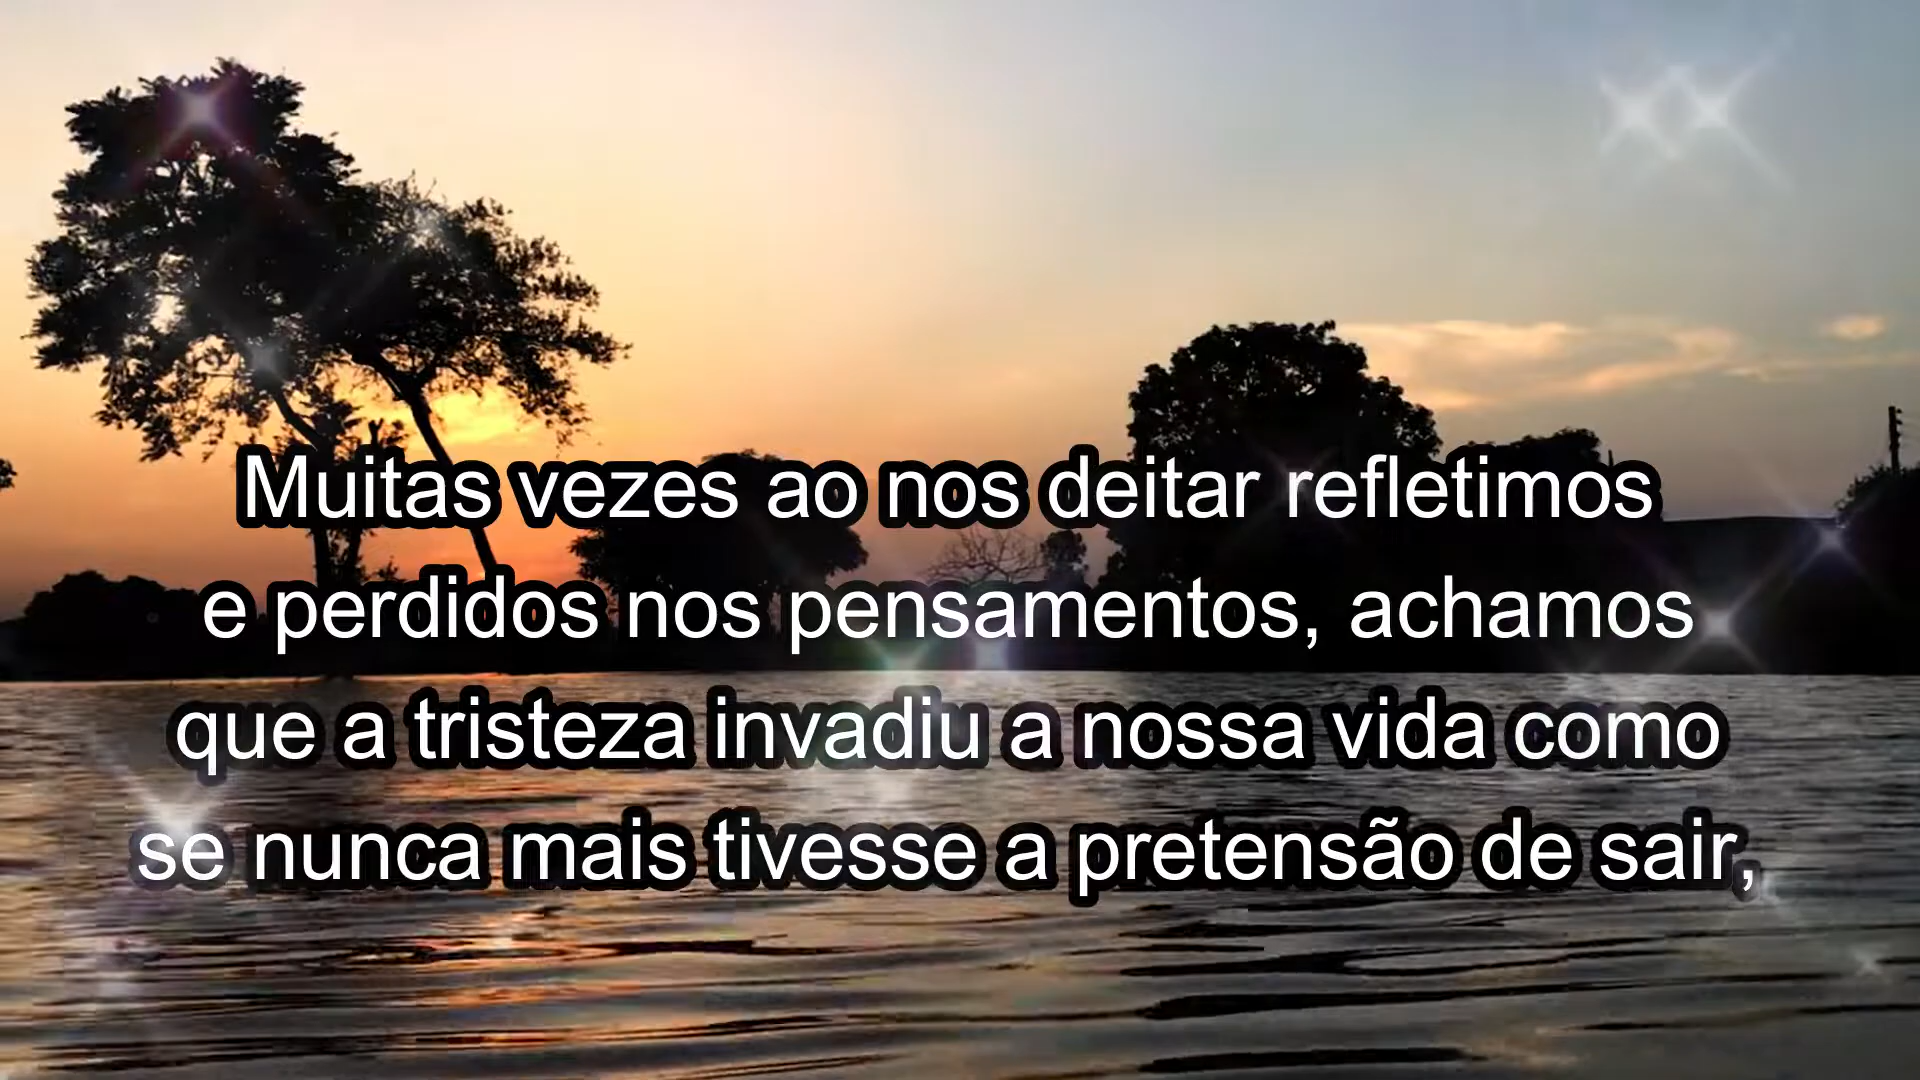 Muitas vezes ao nos deitar refletimos
e perdidos nos pensamentos, achamos
que a tristeza invadiu a nossa vida como
se nunca mais tivesse a pretensão de sair,